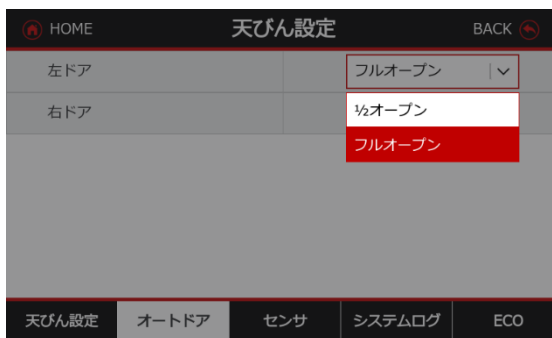 HOME
天びん設定
BACK
左ドア
フルオープン
右ドア
½オープン
フルオープン
天びん設定
オートドア
センサ
システムログ
ECO